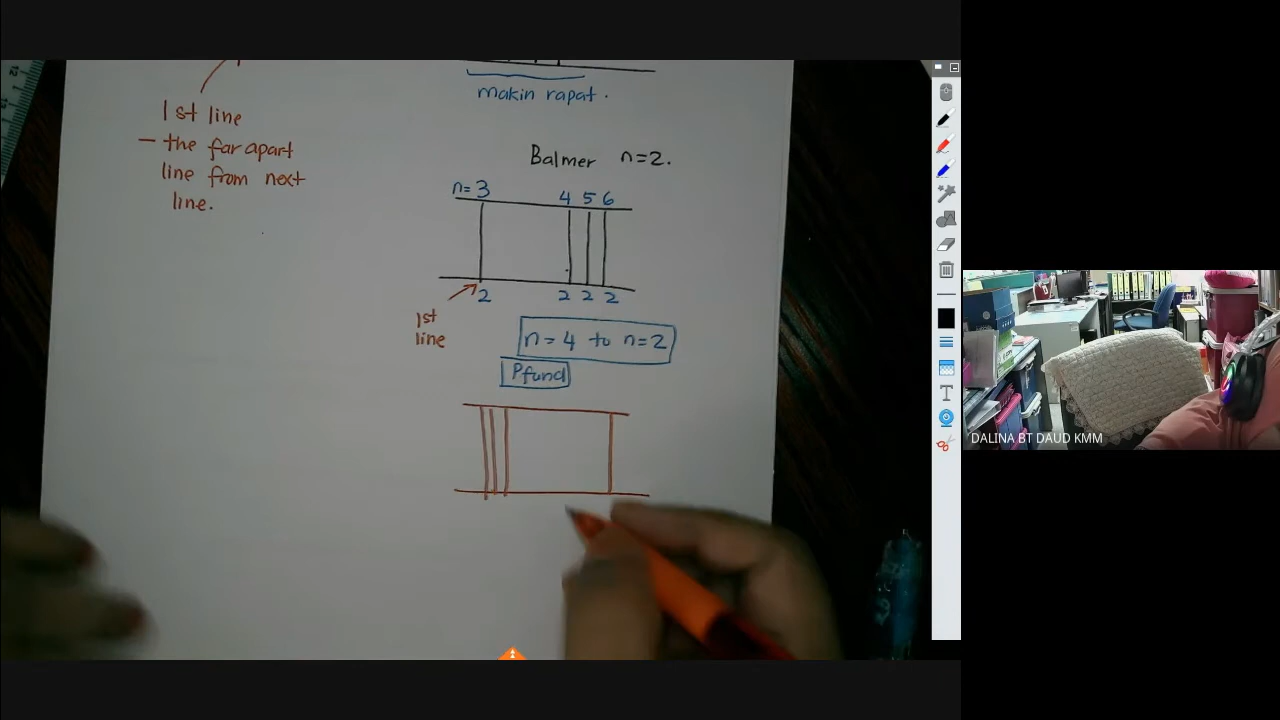 makin rapat.
1st line
- the far apart
line from next
line.
Balmer n=2.
n=3 4 5 6
2 2 2 2
1st
line
n=4 to n=2
Pfund
T
DALINA BT DAUD KMM
12